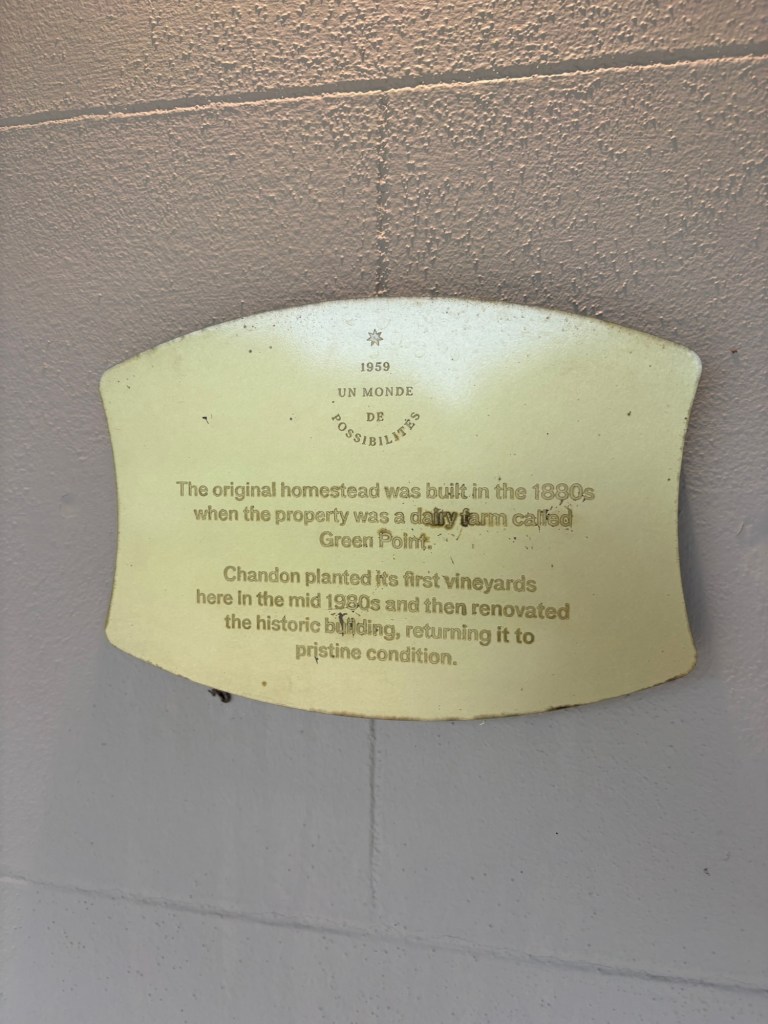 1959
UN MONDE
DE
POSSIBILITÉS
The original homestead was built in the 1880s
when the property was a dairy farm called
Green Point.
Chandon planted its first vineyards
here in the mid 1980s and then renovated
the historic building, returning it to
pristine condition.